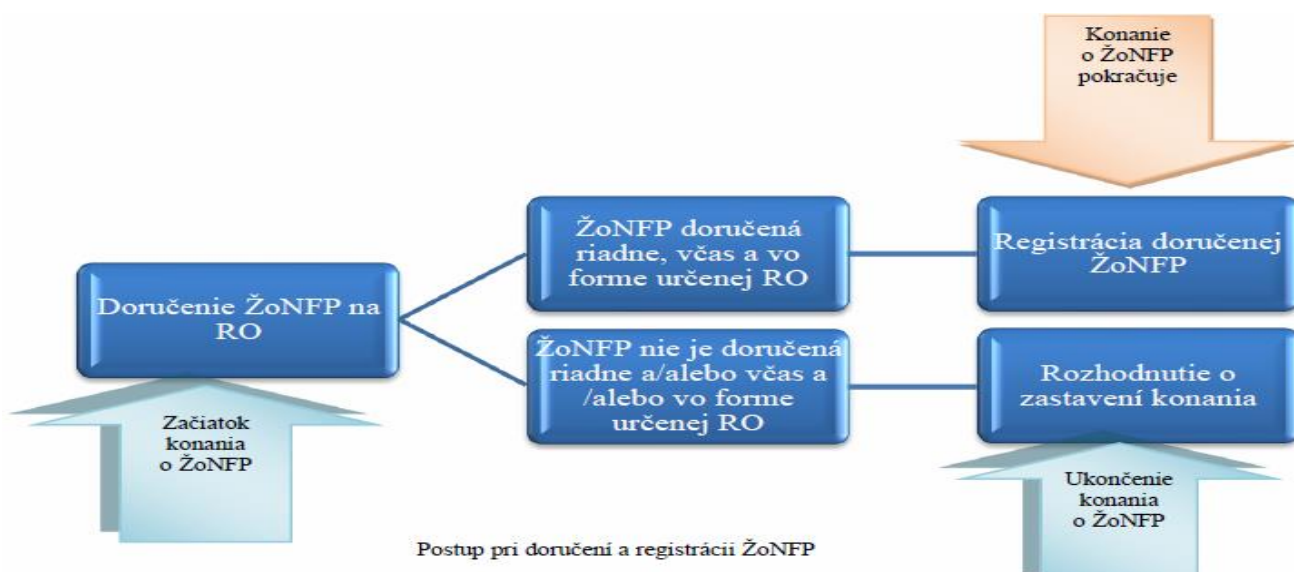 Konanie
o ŽoNFP
pokračuje
ŽoNFP doručená
riadne, včas a vo
forme určenej RO
Registrácia doručenej
ŽoNFP
Doručenie ŽoNFP na
RO
ŽoNFP nie je doručená
riadne a/alebo včas a
/alebo vo forme
určenej RO
Rozhodnutie o
zastavení konania
Začiatok
konania
o ŽoNFP
Ukončenie
konania
o ŽoNFP
Postup pri doručení a registrácii ŽoNFP